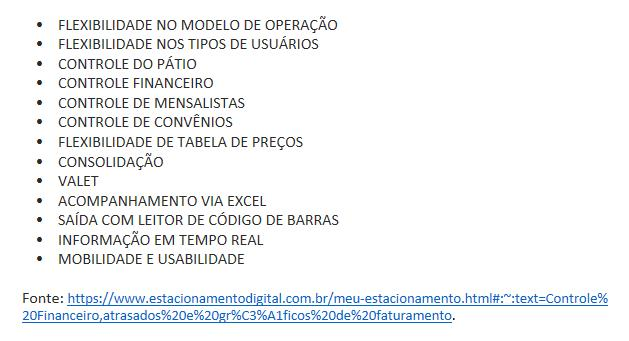 • FLEXIBILIDADE NO MODELO DE OPERAÇÃO
• FLEXIBILIDADE NOS TIPOS DE USUÁRIOS
• CONTROLE DO PÁTIO
• CONTROLE FINANCEIRO
• CONTROLE DE MENSALISTAS
• CONTROLE DE CONVÊNIOS
• FLEXIBILIDADE DE TABELA DE PREÇOS
• CONSOLIDAÇÃO
• VALET
• ACOMPANHAMENTO VIA EXCEL
• SAÍDA COM LEITOR DE CÓDIGO DE BARRAS
• INFORMAÇÃO EM TEMPO REAL
• MOBILIDADE E USABILIDADE
Fonte: https://www.estacionamentodigital.com.br/meu-estacionamento.html#:~:text=Controle%
20Financeiro,atrasados%20e%20gr%C3%A1ficos%20de%20faturamento.